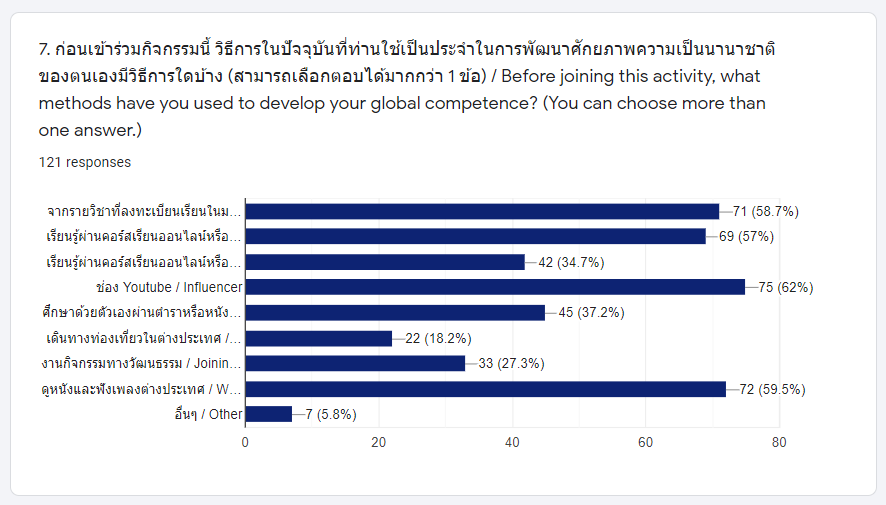 7. ก่อนเข้าร่วมกิจกรรมนี้ วิธีการในปัจจุบันที่ท่านใช้เป็นประจำในการพัฒนาศักยภาพความเป็นนานาชาติ
ของตนเองมีวิธีการใดบ้าง (สามารถเลือกตอบได้มากกว่า 1 ข้อ) / Before joining this activity, what
methods have you used to develop your global competence? (You can choose more than
one answer.)
121 responses
จากรายวิชาที่ลงทะเบียนเรียนในม... 71 (58.7%)
เรียนรู้ผ่านคอร์สเรียนออนไลน์หรือ... 69 (57%)
เรียนรู้ผ่านคอร์สเรียนออนไลน์หรือ... 42 (34.7%)
ช่อง Youtube / Influencer 75 (62%)
ศึกษาด้วยตัวเองผ่านตำราหรือหนัง... 45 (37.2%)
เดินทางท่องเที่ยวในต่างประเทศ /... 22 (18.2%)
งานกิจกรรมทางวัฒนธรรม / Joinin... 33 (27.3%)
ดูหนังและฟังเพลงต่างประเทศ / W... 72 (59.5%)
อื่นๆ / Other 7 (5.8%)
0 20 40 60 80